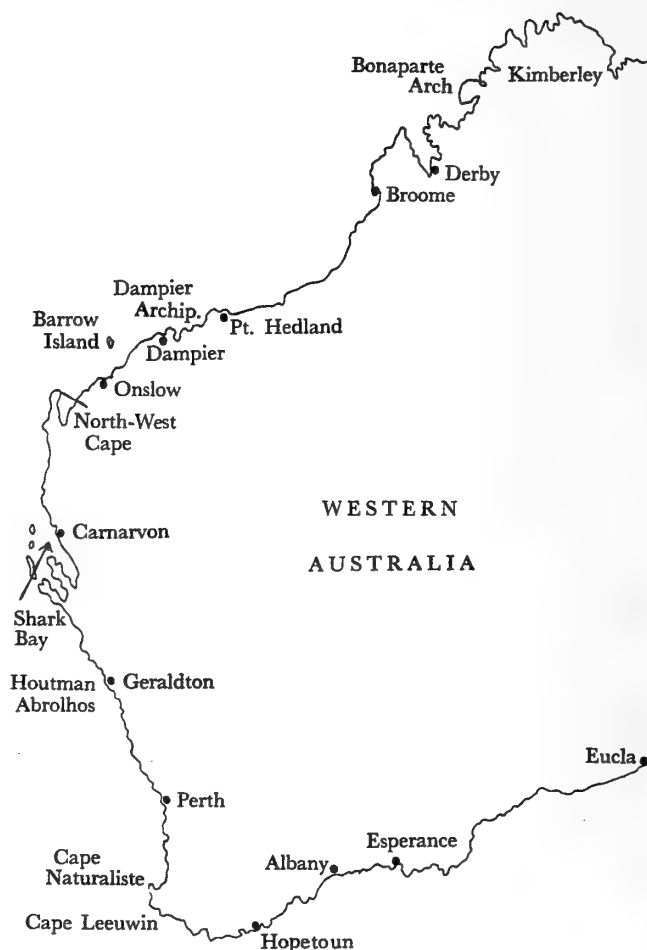 Bonaparte
Arch
Kimberley
Derby
Broome
Dampier
Archip.
Barrow
Island
Pt. Hedland
Dampier
Onslow
North-West
Cape
WESTERN
AUSTRALIA
Carnarvon
Shark
Bay
Houtman
Abrolhos
Geraldton
Eucla
Perth
Esperance
Albany
Cape
Naturaliste
Cape Leeuwin
Hopetoun